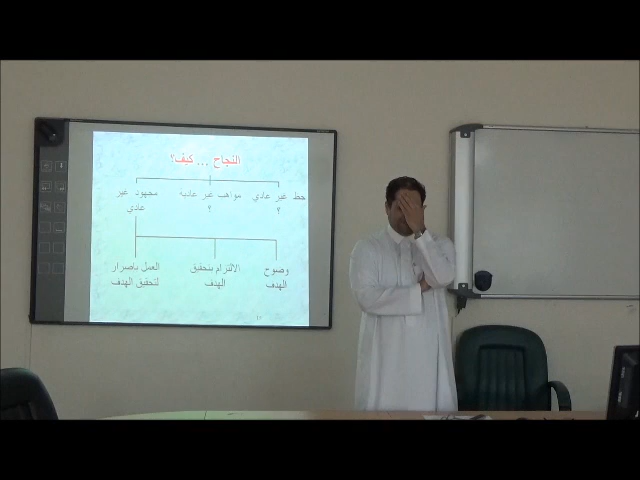 النجاح ... كيف؟
حظ غير عادي
؟
مواهب غير عادية
؟
مجهود غير
عادي
وضوح
الهدف
الالتزام بتحقيق
الهدف
العمل باصرار
لتحقيق الهدف